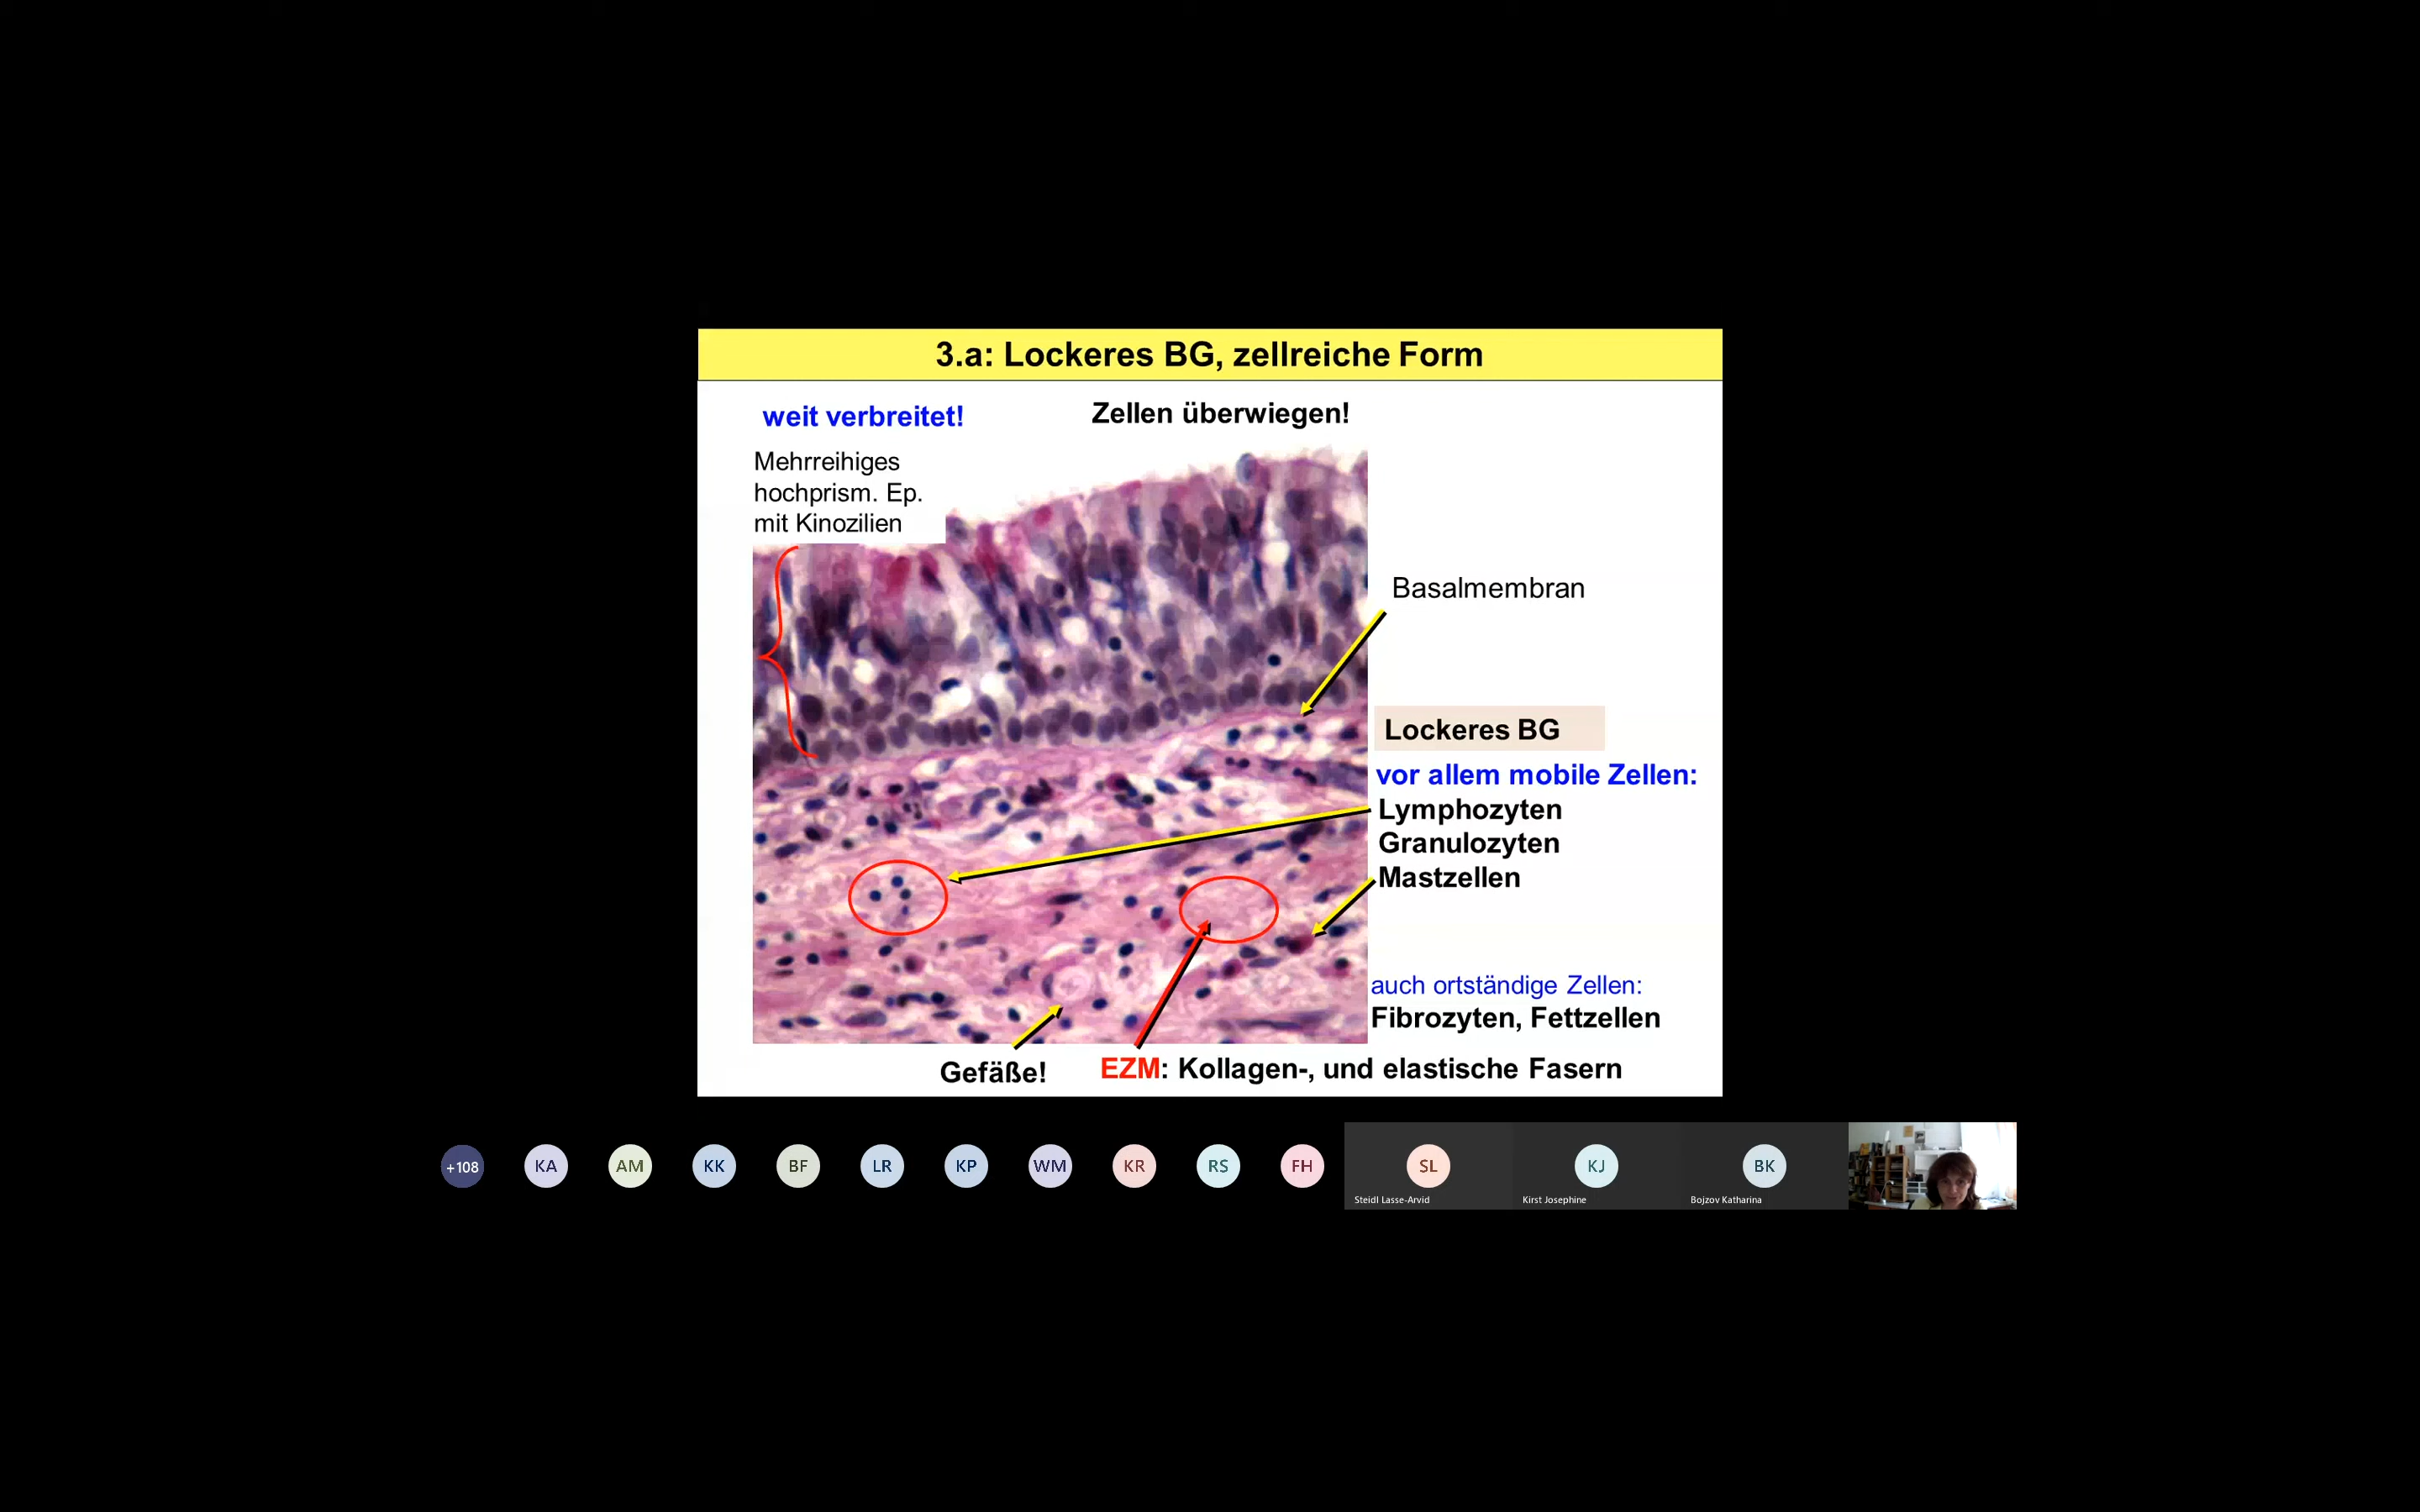 3.a: Lockeres BG, zellreiche Form
weit verbreitet!
Zellen überwiegen!
Mehrreihiges
hochprism. Ep.
mit Kinozilien
Basalmembran
Lockeres BG
vor allem mobile Zellen:
Lymphozyten
Granulozyten
Mastzellen
auch ortständige Zellen:
Fibrozyten, Fettzellen
Gefäße!
EZM: Kollagen-, und elastische Fasern
+108
KA
AM
KK
BF
LR
KP
WM
KR
RS
FH
SL
KJ
BK
Steidl Lasse-Arvid
Kirst Josephine
Bojzov Katharina